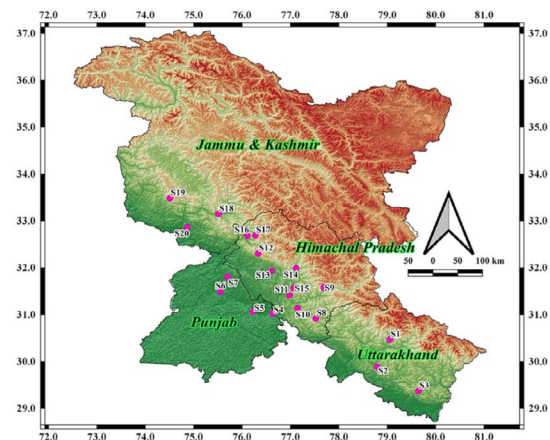 72.0 73.0 74.0 75.0 76.0 77.0 78.0 79.0 80.0 81.0
37.0 37.0
36.0 36.0
35.0 35.0
Jammu & Kashmir
34.0 34.0
S19
S18
33.0 33.0
S20 S16 S17
S12 Himachal Pradesh
50 0 50 100 km
32.0 32.0
S13 S14
S7
S6 S11 S15 S9
S5 S4 S10 S8
31.0 31.0
Punjab
S1
Uttarakhand
30.0 30.0
S2
S3
29.0 29.0
72.0 73.0 74.0 75.0 76.0 77.0 78.0 79.0 80.0 81.0